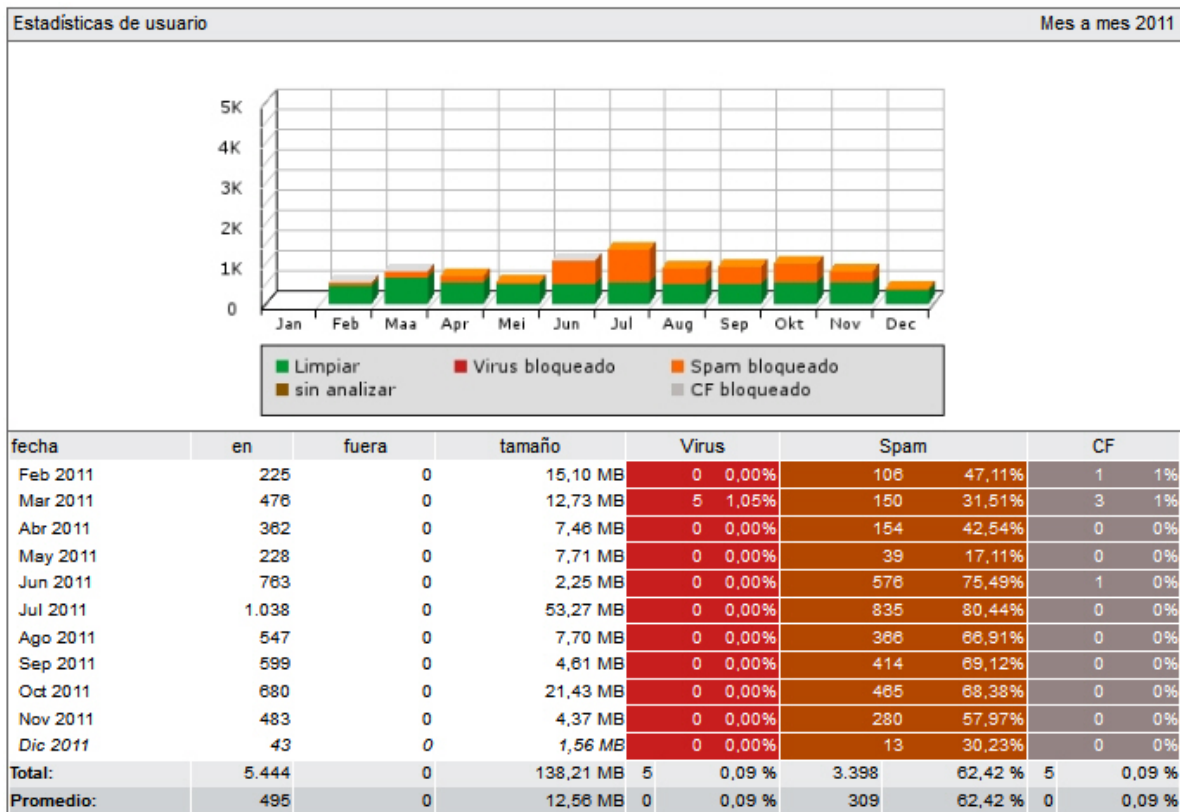 Estadísticas de usuario Mes a mes 2011
5K
4K
3K
2K
1K
0
Jan Feb Maa Apr Mei Jun Jul Aug Sep Okt Nov Dec
Limpiar Virus bloqueado Spam bloqueado
sin analizar CF bloqueado
fecha en fuera tamaño Virus Spam CF
Feb 2011 225 0 15,10 MB 0 0,00% 106 47,11% 1 1%
Mar 2011 476 0 12,73 MB 5 1,05% 150 31,51% 3 1%
Abr 2011 362 0 7,46 MB 0 0,00% 154 42,54% 0 0%
May 2011 228 0 7,71 MB 0 0,00% 39 17,11% 0 0%
Jun 2011 763 0 2,25 MB 0 0,00% 576 75,49% 1 0%
Jul 2011 1.038 0 53,27 MB 0 0,00% 835 80,44% 0 0%
Ago 2011 547 0 7,70 MB 0 0,00% 366 66,91% 0 0%
Sep 2011 599 0 4,61 MB 0 0,00% 414 69,12% 0 0%
Oct 2011 680 0 21,43 MB 0 0,00% 465 68,38% 0 0%
Nov 2011 483 0 4,37 MB 0 0,00% 280 57,97% 0 0%
Dic 2011 43 0 1,56 MB 0 0,00% 13 30,23% 0 0%
Total: 5.444 0 138,21 MB 5 0,09 % 3.398 62,42 % 5 0,09 %
Promedio: 495 0 12,56 MB 0 0,09 % 309 62,42 % 0 0,09 %